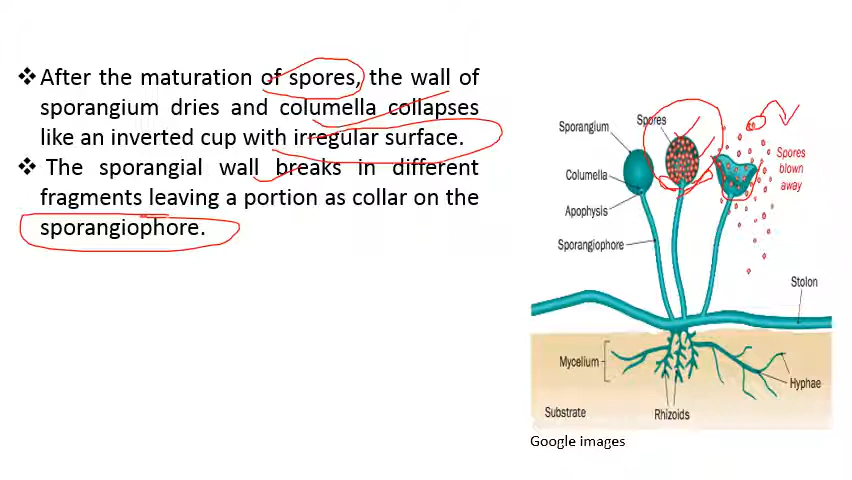 ❖After the maturation of spores, the wall of
sporangium dries and columella collapses
like an inverted cup with irregular surface.
❖ The sporangial wall breaks in different
fragments leaving a portion as collar on the
sporangiophore.
Sporangium
Spores
Columella
Apophysis
Sporangiophore
Spores
blown
away
Stolon
Mycelium
Hyphae
Substrate
Rhizoids
Google images